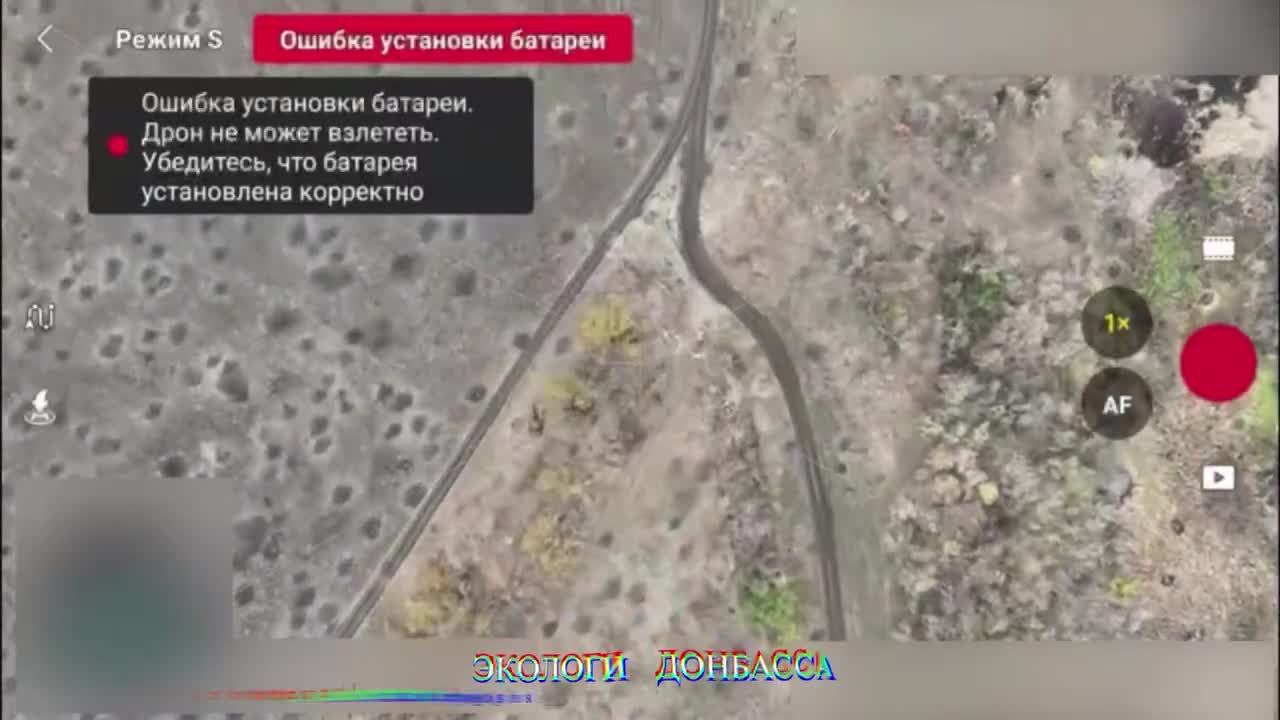 Режим S
Ошибка установки батареи
Ошибка установки батареи.
Дрон не может взлететь.
Убедитесь, что батарея
установлена корректно
1×
AF
ЭКОЛОГИ ДОНБАССА